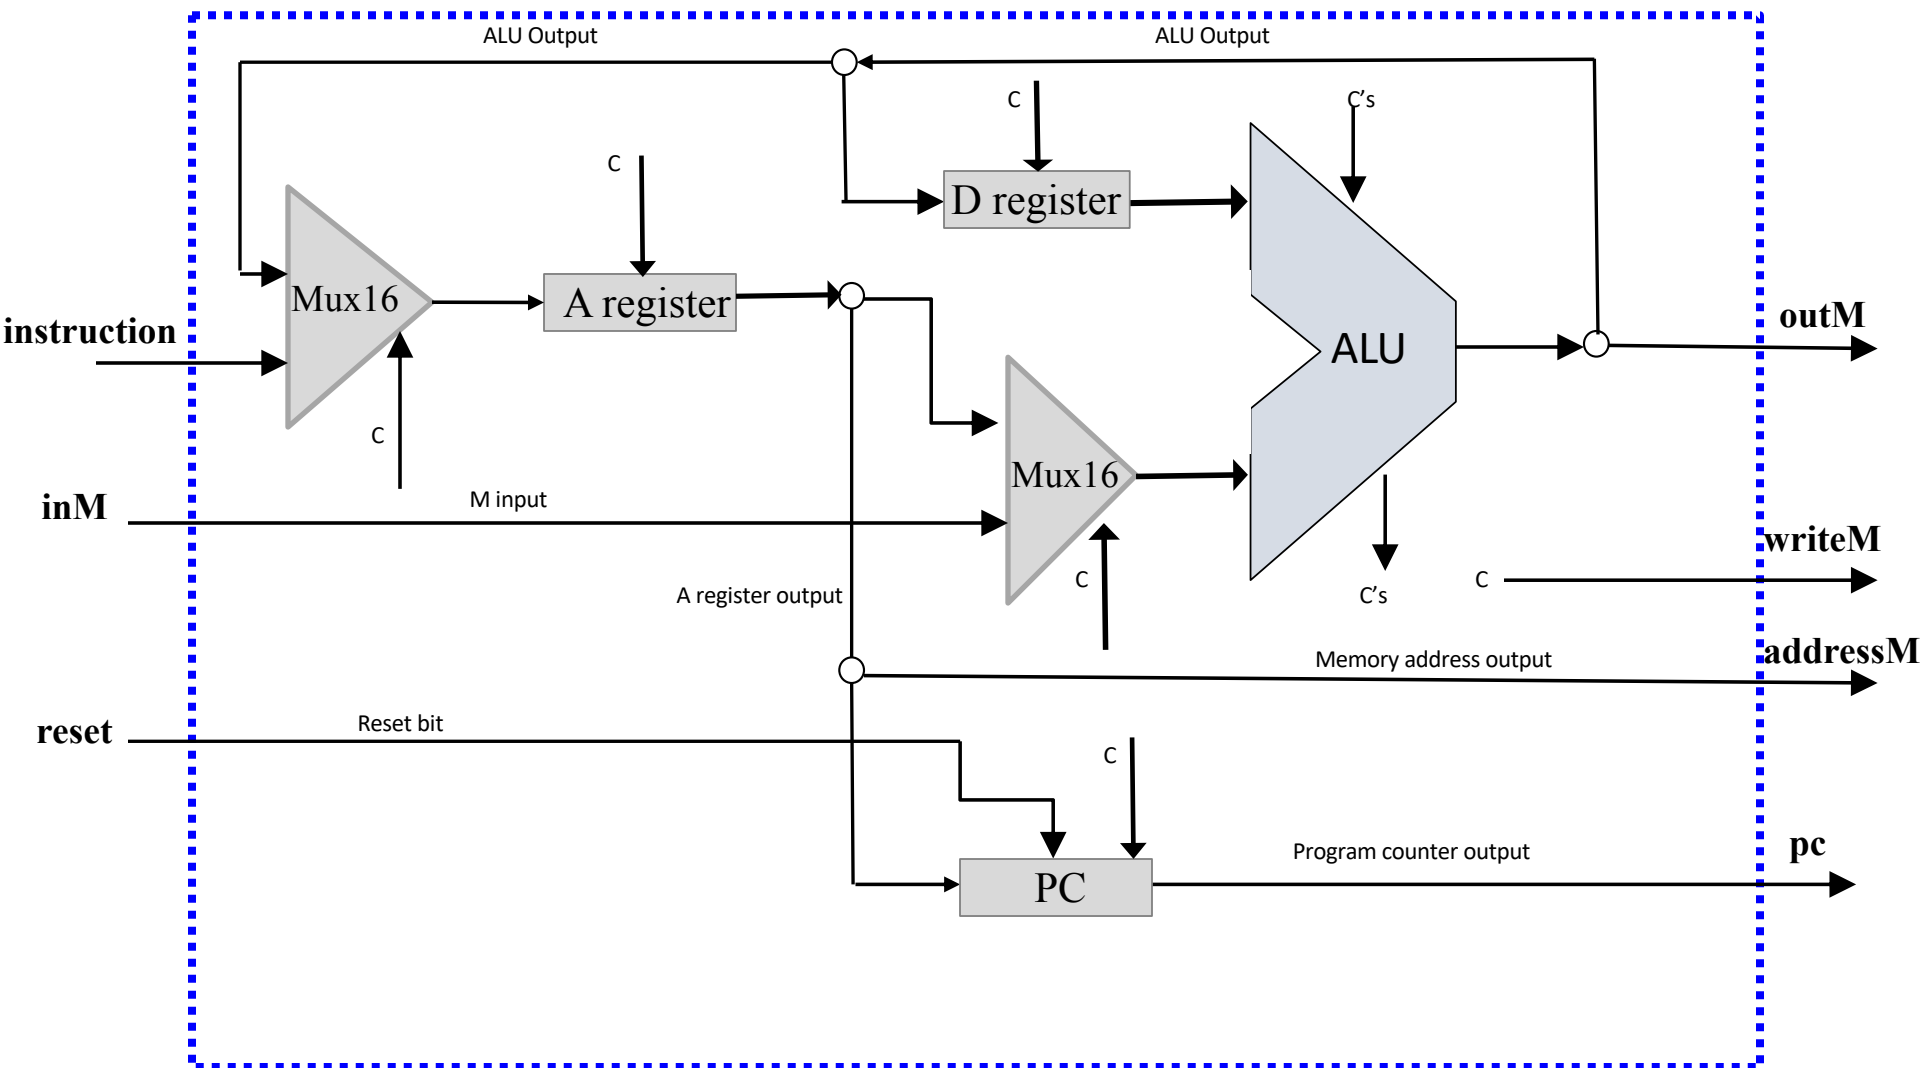 ALU Output
ALU Output
C
C's
C
D register
Mux16
A register
instruction
outM
ALU
C
Mux16
inM
M input
writeM
C
C
A register output
C's
addressM
Memory address output
reset
Reset bit
C
Program counter output
pc
PC